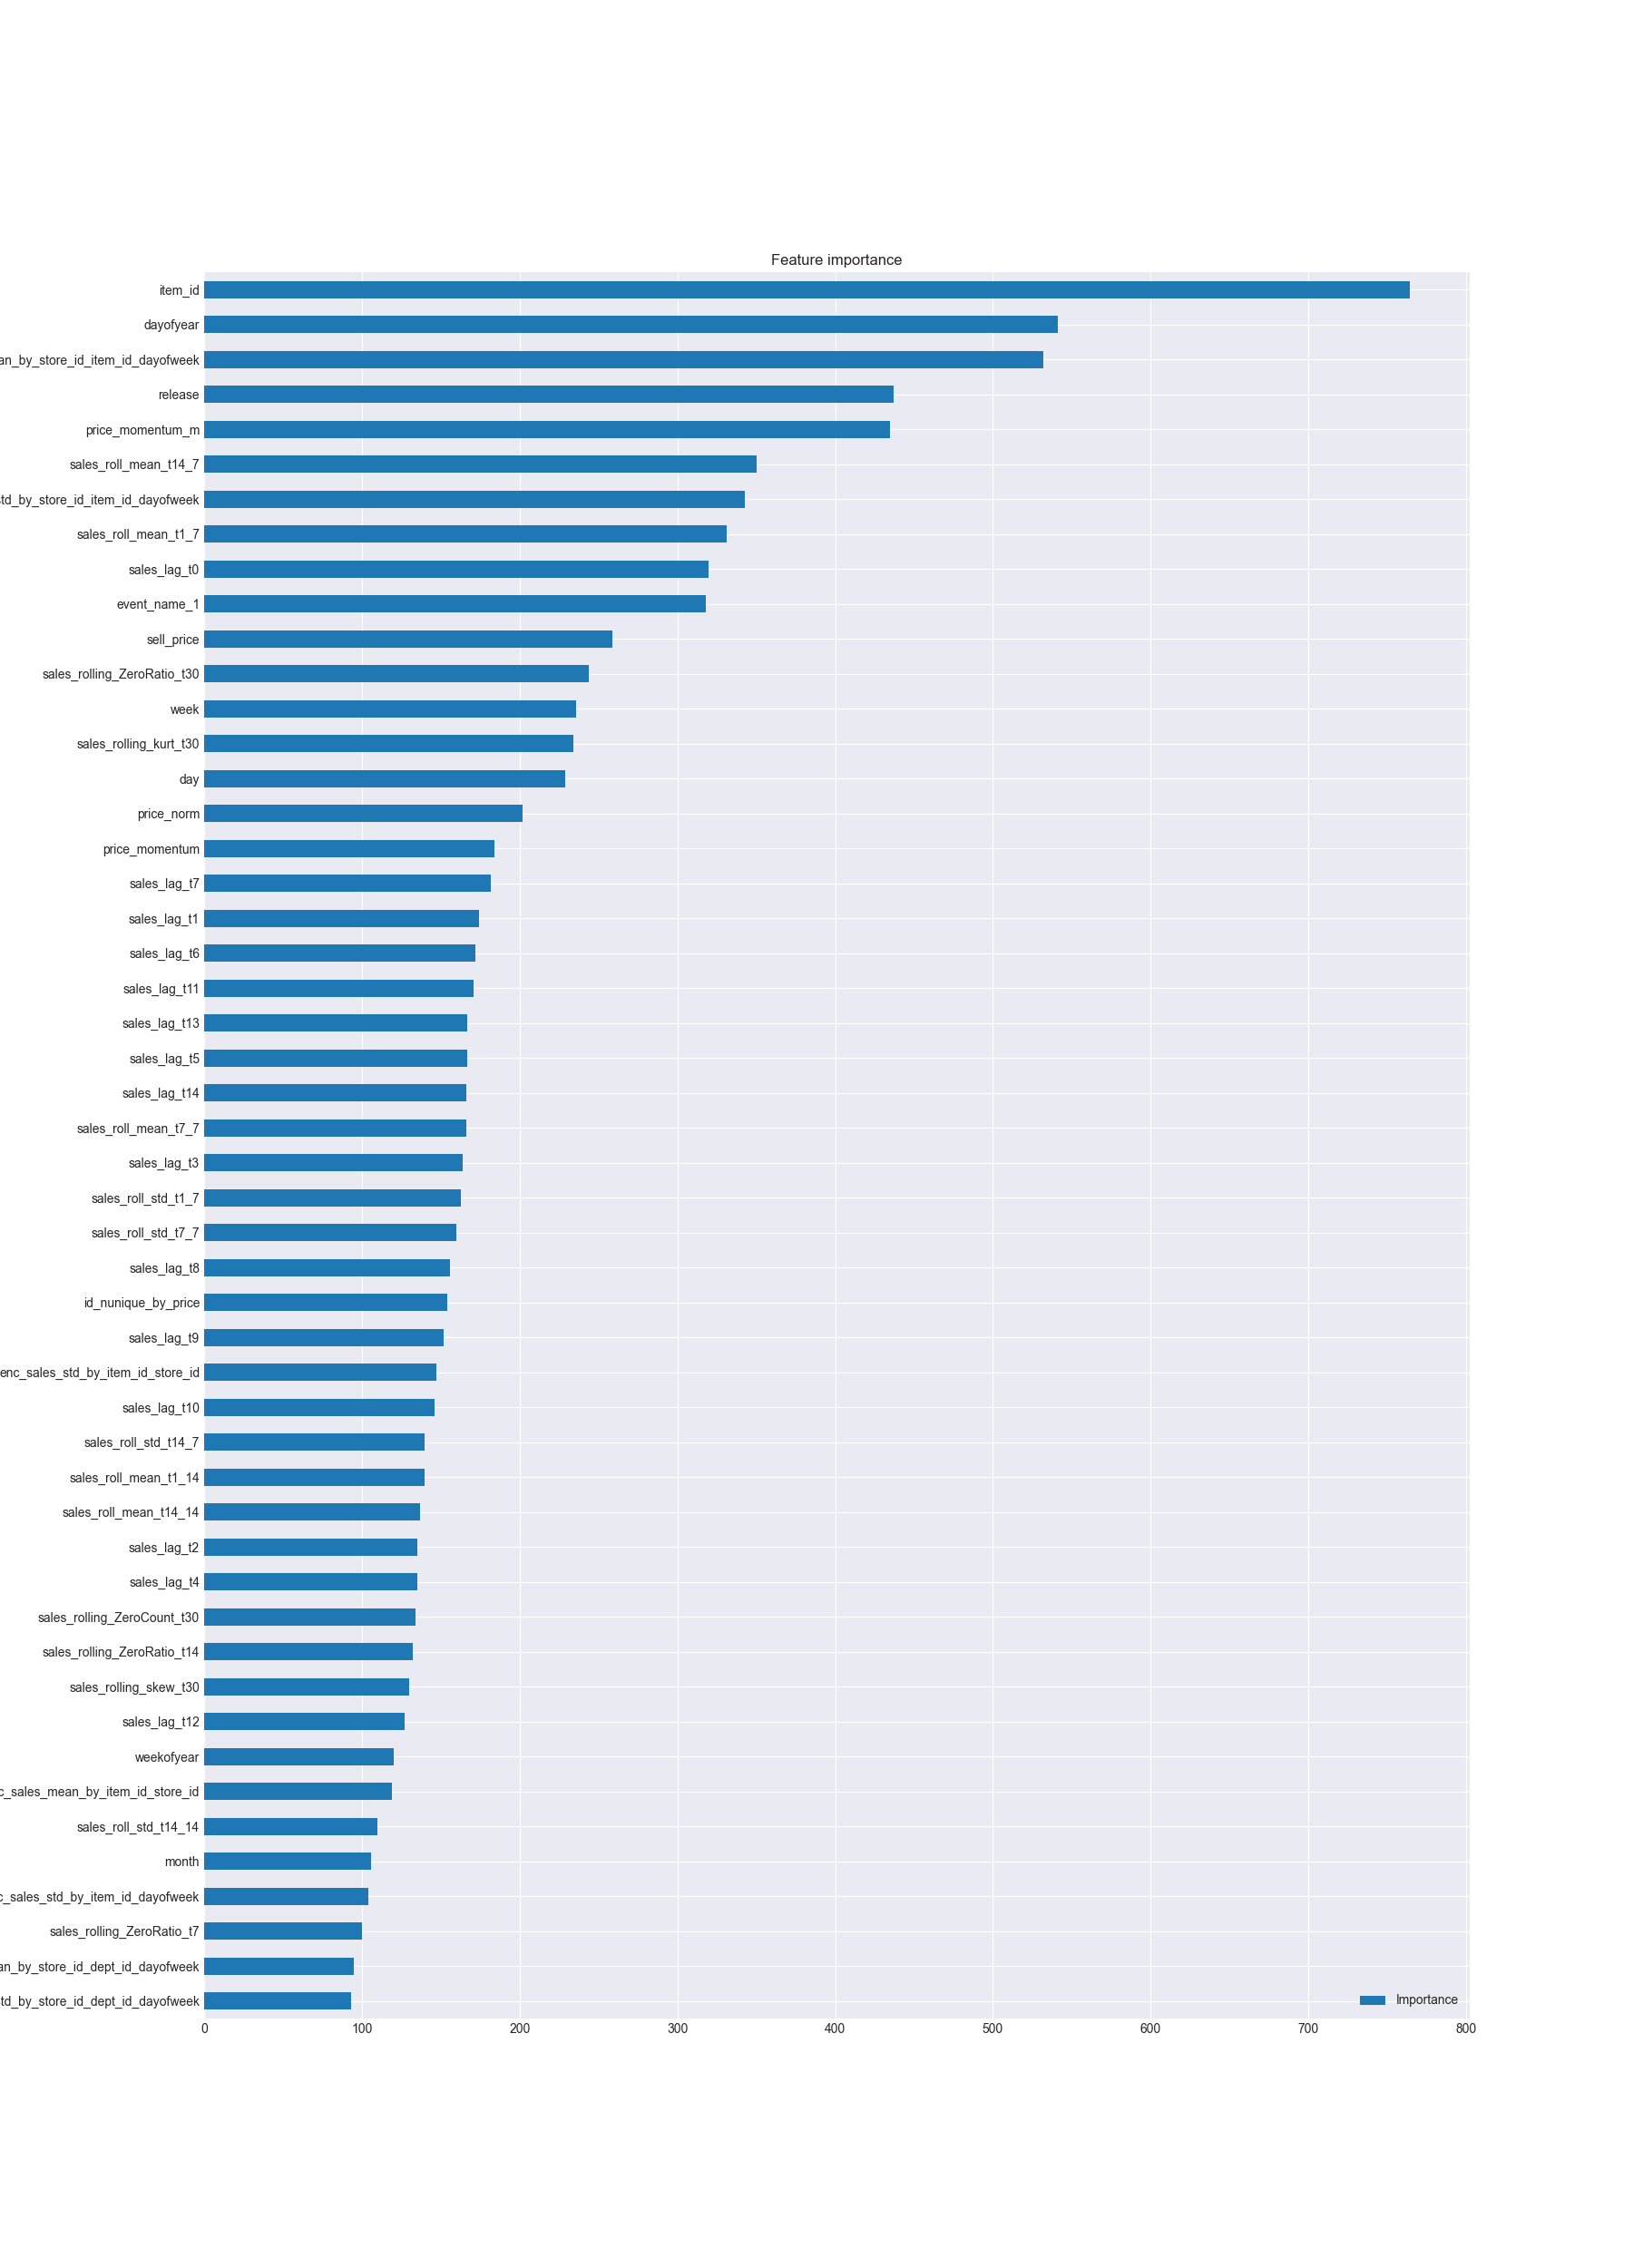 Feature importance
item_id
dayofyear
an_by_store_id_item_id_dayofweek
release
price_momentum_m
sales_roll_mean_t14_7
std_by_store_id_item_id_dayofweek
sales_roll_mean_t1_7
sales_lag_t0
event_name_1
sell_price
sales_rolling_ZeroRatio_t30
week
sales_rolling_kurt_t30
day
price_norm
price_momentum
sales_lag_t7
sales_lag_t1
sales_lag_t6
sales_lag_t11
sales_lag_t13
sales_lag_t5
sales_lag_t14
sales_roll_mean_t7_7
sales_lag_t3
sales_roll_std_t1_7
sales_roll_std_t7_7
sales_lag_t8
id_nunique_by_price
sales_lag_t9
enc_sales_std_by_item_id_store_id
sales_lag_t10
sales_roll_std_t14_7
sales_roll_mean_t1_14
sales_roll_mean_t14_14
sales_lag_t2
sales_lag_t4
sales_rolling_ZeroCount_t30
sales_rolling_ZeroRatio_t14
sales_rolling_skew_t30
sales_lag_t12
weekofyear
c_sales_mean_by_item_id_store_id
sales_roll_std_t14_14
month
c_sales_std_by_item_id_dayofweek
sales_rolling_ZeroRatio_t7
an_by_store_id_dept_id_dayofweek
std_by_store_id_dept_id_dayofweek
Importance
0 100 200 300 400 500 600 700 800